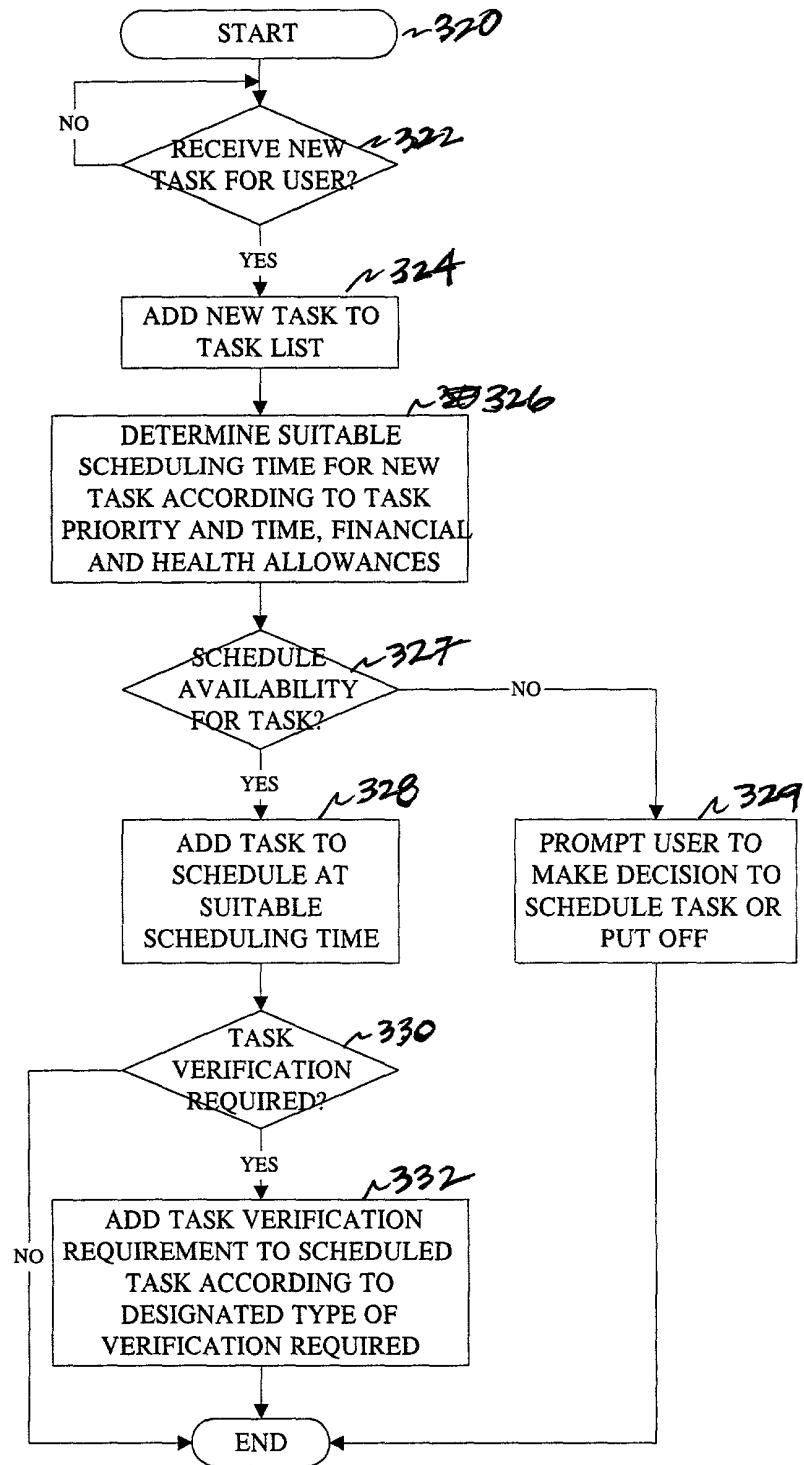 START
320
NO
RECEIVE NEW
322
TASK FOR USER?
YES
324
ADD NEW TASK TO
TASK LIST
326
DETERMINE SUITABLE
SCHEDULING TIME FOR NEW
TASK ACCORDING TO TASK
PRIORITY AND TIME, FINANCIAL
AND HEALTH ALLOWANCES
SCHEDULE
327
AVAILABILITY
FOR TASK?
NO
YES
328
329
ADD TASK TO
SCHEDULE AT
SUITABLE
SCHEDULING TIME
PROMPT USER TO
MAKE DECISION TO
SCHEDULE TASK OR
PUT OFF
TASK
330
VERIFICATION
REQUIRED?
YES
332
NO
ADD TASK VERIFICATION
REQUIREMENT TO SCHEDULED
TASK ACCORDING TO
DESIGNATED TYPE OF
VERIFICATION REQUIRED
END